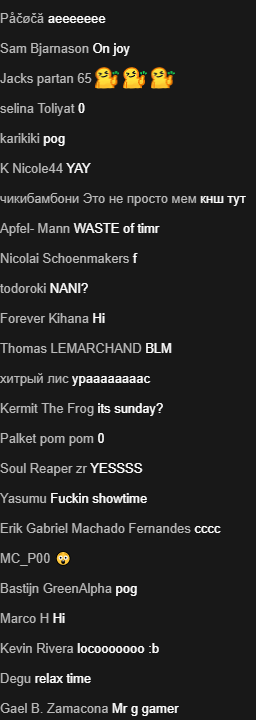 Påčøčã aeeeeeee
Sam Bjarnason On joy
Jacks partan 65
selina Toliyat 0
karikiki pog
K Nicole44 YAY
чикибамбони Это не просто мем кнш тут
Apfel- Mann WASTE of timr
Nicolai Schoenmakers f
todoroki NANI?
Forever Kihana Hi
Thomas LEMARCHAND BLM
хитрый лис ураааааааас
Kermit The Frog its sunday?
Palket pom pom 0
Soul Reaper zr YESSSS
Yasumu Fuckin showtime
Erik Gabriel Machado Fernandes cccc
MC_P00 😲
Bastijn GreenAlpha pog
Marco H Hi
Kevin Rivera locooooooo :b
Degu relax time
Gael B. Zamacona Mr g gamer